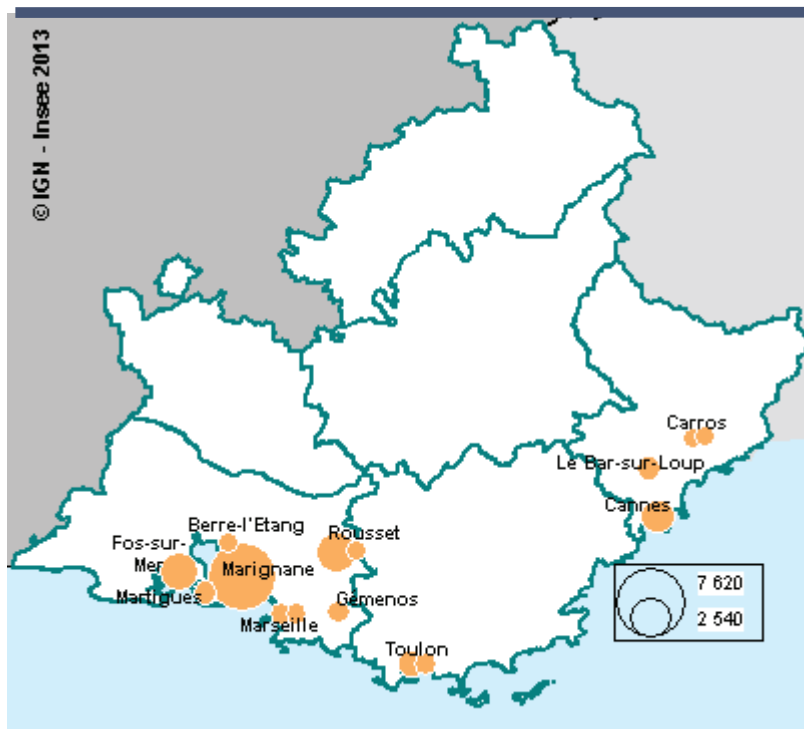 © IGN - Insee 2013
Carros
Le Bar-sur-Loup
Cannes
Berre-l'Etang
Rousset
Fos-sur-
Mer
Marignane
Martigues
Gémenos
Marseille
Toulon
7 620
2 540